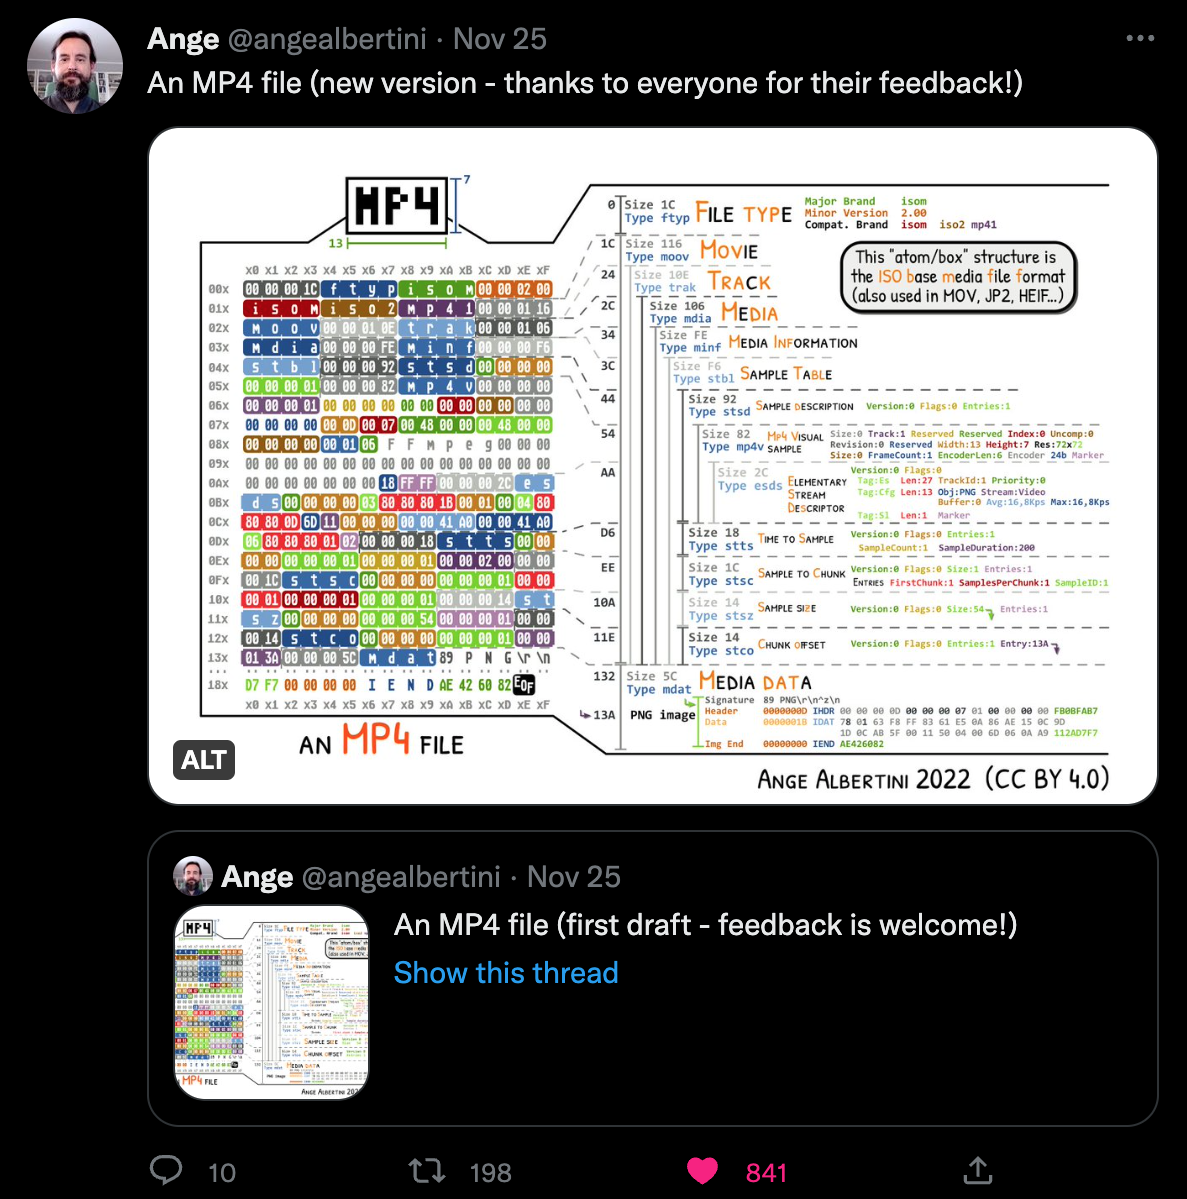 Ange @angealbertini · Nov 25
An MP4 file (new version - thanks to everyone for their feedback!)
MP4
7
13
x0 x1 x2 x3 x4 x5 x6 x7 x8 x9 xA xB xC xD xE xF
00x 00 00 00 1C f t y p i s o m 00 00 02 00
01x i s o m i s o 2 m p 4 1 00 00 01 16
02x m o o v 00 00 01 0E t r a k 00 00 01 06
03x m d i a 00 00 00 FE m i n f 00 00 00 F6
04x s t b l 00 00 00 92 s t s d 00 00 00 00
05x 00 00 00 01 00 00 00 82 m p 4 v 00 00 00 00
06x 00 00 00 01 00 00 00 00 00 00 00 00 00 00 00 00
07x 00 00 00 00 00 0D 00 07 00 48 00 00 00 48 00 00
08x 00 00 00 00 00 01 06 F F M p e g 00 00 00
09x 00 00 00 00 00 00 00 00 00 00 00 00 00 00 00 00
0Ax 00 00 00 00 00 00 00 18 FF FF 00 00 00 2C e s
0Bx d s 00 00 00 00 03 80 80 80 1B 00 01 00 04 80
0Cx 80 80 0D 6D 11 00 00 00 00 00 41 A0 00 00 41 A0
0Dx 06 80 80 80 01 02 00 00 00 18 s t t s 00 00
0Ex 00 00 00 00 00 01 00 00 00 01 00 00 02 00 00 00
0Fx 00 1C s t s c 00 00 00 00 00 00 00 01 00 00
10x 00 01 00 00 00 01 00 00 00 01 00 00 00 14 s t
11x s z 00 00 00 00 00 00 00 54 00 00 00 01 00 00
12x 00 14 s t c o 00 00 00 00 00 00 00 01 00 00
13x 01 3A 00 00 00 5C m d a t 89 P N G \r \n
18x D7 F7 00 00 00 00 I E N D AE 42 60 82 EOF
x0 x1 x2 x3 x4 x5 x6 x7 x8 x9 xA xB xC xD xE xF
AN MP4 FILE
ALT
0 Size 1C
Type ftyp FILE TYPE
Major Brand isom
Minor Version 2.00
Compat. Brand isom iso2 mp41
1C Size 116
Type moov MOVIE
This "atom/box" structure is
the ISO base media file format
(also used in MOV, JP2, HEIF...)
24 Size 10E
Type trak TRACK
2C Size 106
Type mdia MEDIA
34 Size FE
Type minf MEDIA INFORMATION
3C Size F6
Type stbl SAMPLE TABLE
44 Size 92
Type stsd SAMPLE DESCRIPTION Version:0 Flags:0 Entries:1
54 Size 82
Type mp4v MP4 VISUAL SAMPLE
Size:0 Track:1 Reserved Reserved Index:0 Uncomp:0
Revision:0 Reserved Width:13 Height:7 Res:72x72
Size:0 FrameCount:1 EncoderLen:6 Encoder 24b Marker
AA Size 2C
Type esds ELEMENTARY STREAM DESCRIPTOR
Version:0 Flags:0
Tag:Es Len:27 TrackId:1 Priority:0
Tag:Cfg Len:13 Obj:PNG Stream:Video
Buffer:0 Avg:16,8Kps Max:16,8Kps
Tag:Sl Len:1 Marker
D6 Size 18
Type stts TIME TO SAMPLE
Version:0 Flags:0 Entries:1
SampleCount:1 SampleDuration:200
EE Size 1C
Type stsc SAMPLE TO CHUNK
Version:0 Flags:0 Size:1 Entries:1
ENTRIES FirstChunk:1 SamplesPerChunk:1 SampleID:1
10A Size 14
Type stsz SAMPLE SIZE Version:0 Flags:0 Size:54 Entries:1
11E Size 14
Type stco CHUNK OFFSET Version:0 Flags:0 Entries:1 Entry:13A
132 Size 5C
Type mdat MEDIA DATA
13A PNG image
Signature 89 PNG\r\n^z\n
Header 0000000D IHDR 00 00 00 0D 00 00 00 07 01 00 00 00 00 FB0BFAB7
Data 0000001B IDAT 78 01 63 F8 FF 83 61 E5 0A 86 AE 15 0C 9D
1D 0C AB 5F 00 11 50 04 00 6D 06 0A A9 112AD7F7
Img End 00000000 IEND AE426082
ANGE ALBERTINI 2022 (CC BY 4.0)
Ange @angealbertini · Nov 25
An MP4 file (first draft - feedback is welcome!)
Show this thread
MP4
MP4 FILE
10
198
841